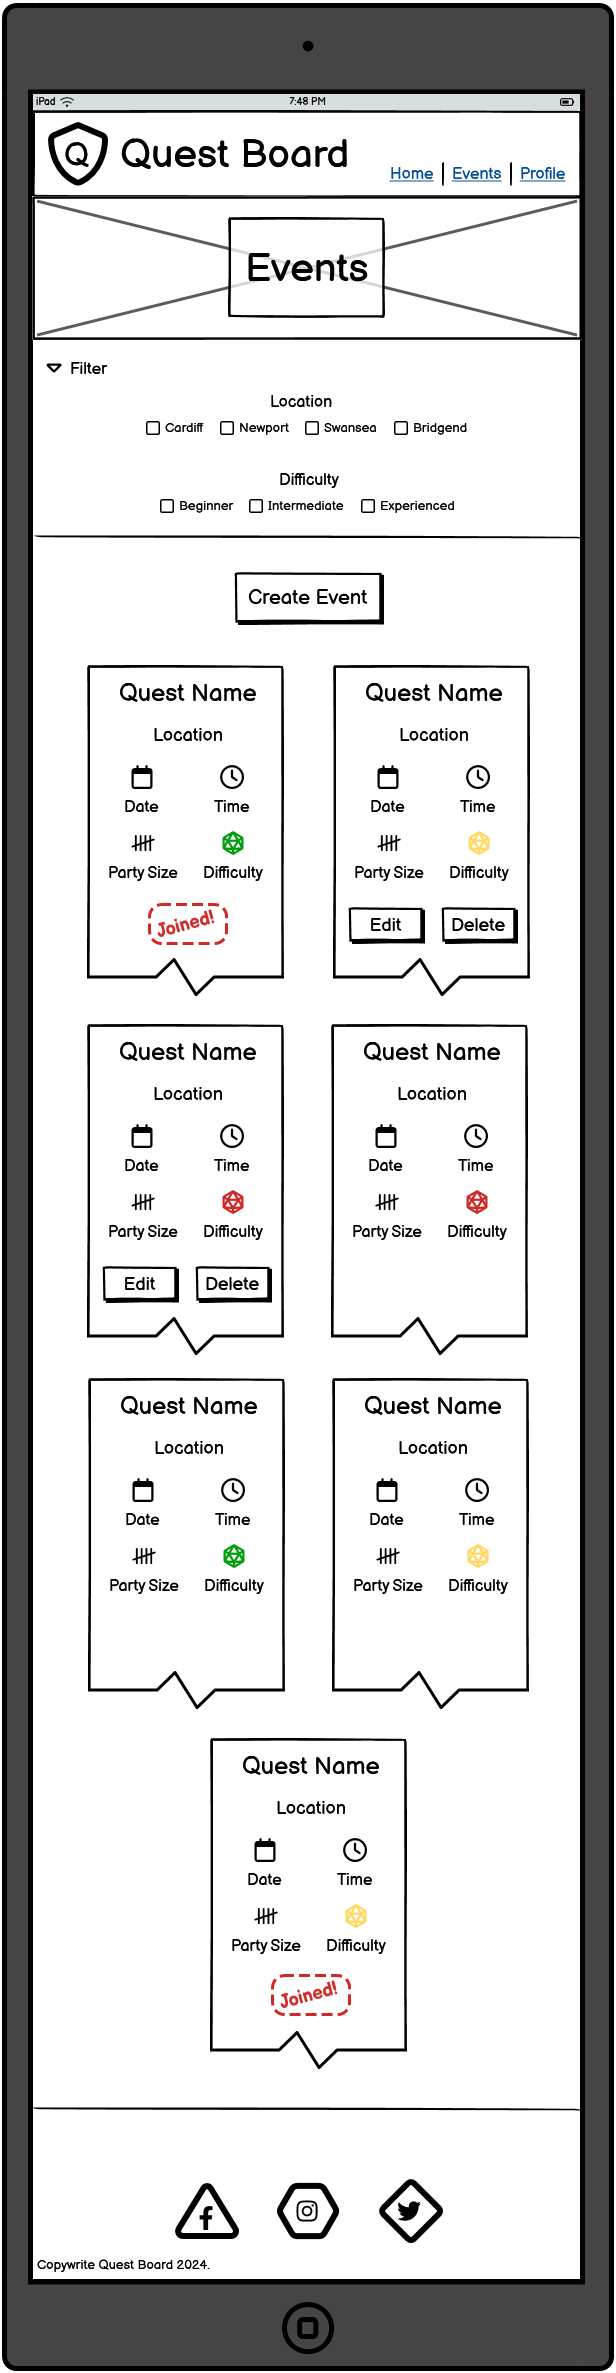 iPad 7:48 PM
Q Quest Board
Home Events Profile
Events
Filter
Location
Cardiff Newport Swansea Bridgend
Difficulty
Beginner Intermediate Experienced
Create Event
Quest Name Quest Name
Location Location
Date Time Date Time
Party Size Difficulty Party Size Difficulty
Joined! Edit Delete
Quest Name Quest Name
Location Location
Date Time Date Time
Party Size Difficulty Party Size Difficulty
Edit Delete
Quest Name Quest Name
Location Location
Date Time Date Time
Party Size Difficulty Party Size Difficulty
Quest Name
Location
Date Time
Party Size Difficulty
Joined!
Copywrite Quest Board 2024.